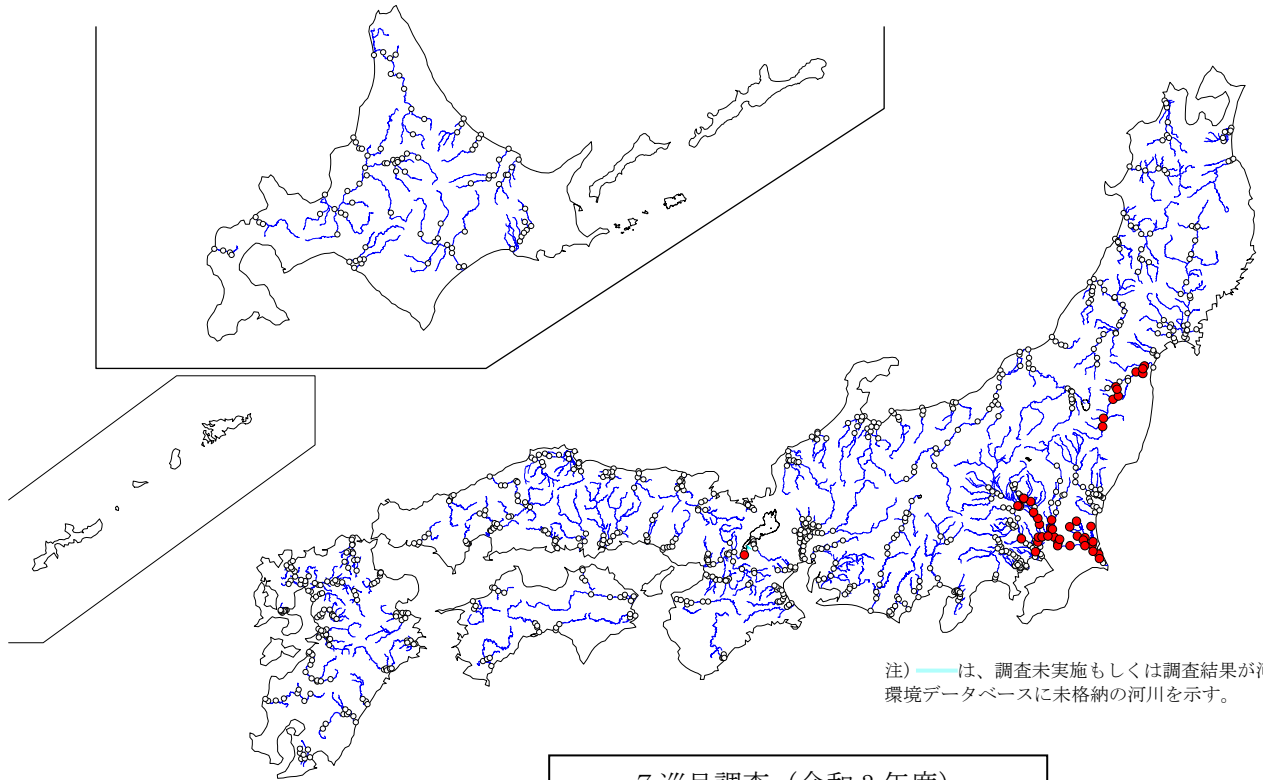 注)　は、調査未実施もしくは調査結果が
環境データベースに未格納の河川を示す。
7 巡目調査（令和 3 年度）